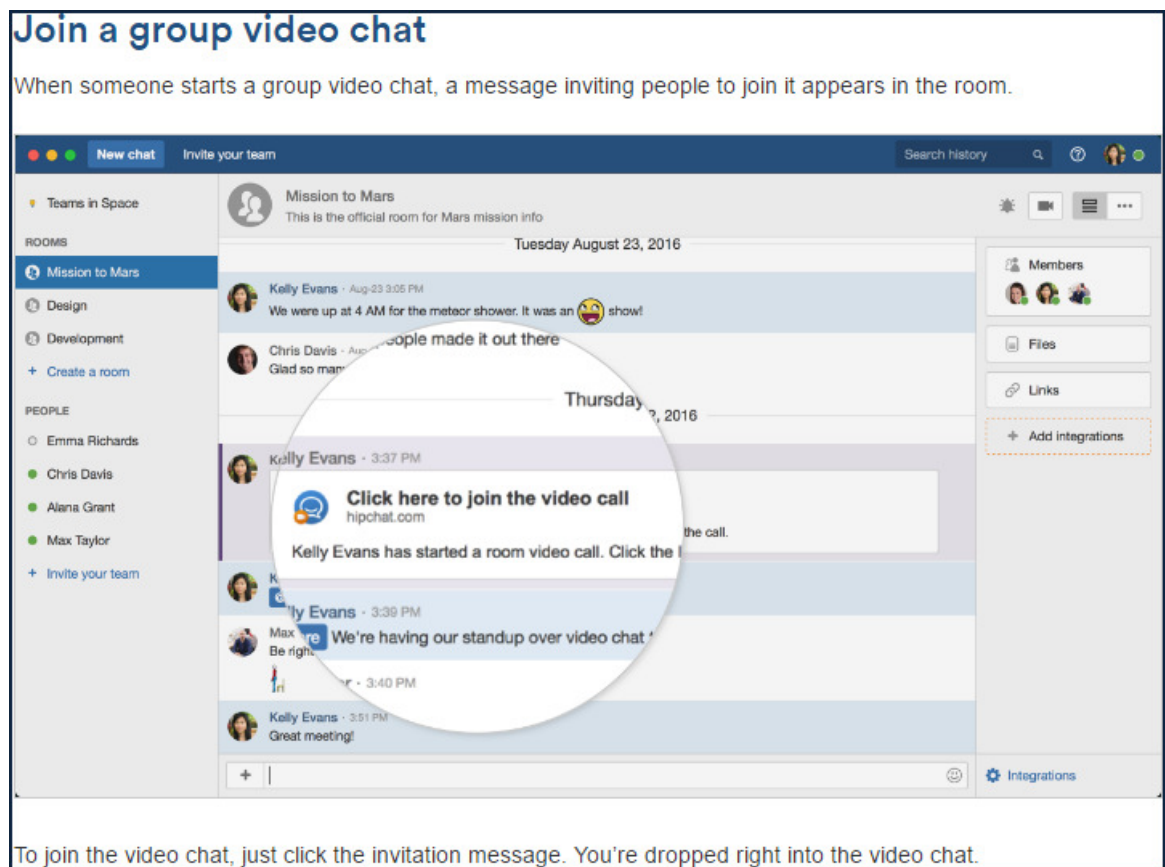 Join a group video chat
When someone starts a group video chat, a message inviting people to join it appears in the room.
New chat Invite your team Search history
Teams in Space
ROOMS
Mission to Mars
Design
Development
+ Create a room
PEOPLE
Emma Richards
Chris Davis
Alana Grant
Max Taylor
+ Invite your team
Mission to Mars
This is the official room for Mars mission info
Tuesday August 23, 2016
Kelly Evans · Aug-23 3:05 PM
We were up at 4 AM for the meteor shower. It was an show!
Chris Davis ·
Glad so
people made it out there
Thursday
, 2016
Kelly Evans · 3:37 PM
Click here to join the video call
hipchat.com
Kelly Evans has started a room video call. Click the
the call.
Evans · 3:39 PM
We're having our standup over video chat
Max
Be right
· 3:40 PM
Kelly Evans · 3:51 PM
Great meeting!
+
Members
Files
Links
+ Add integrations
Integrations
To join the video chat, just click the invitation message. You're dropped right into the video chat.